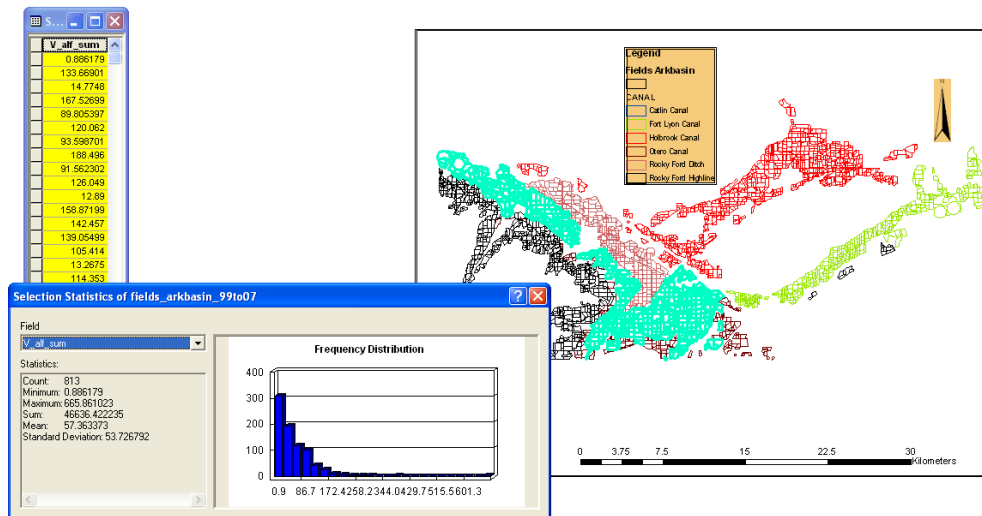 S...
V_alf_sum
0.886179
133.66901
14.7748
167.52699
89.805397
120.062
93.598701
188.496
91.562302
126.049
12.89
158.87199
142.457
139.05499
105.414
13.2675
114.353
Legend
Fields Arkbasin
CANAL
Catlin Canal
Fort Lyon Canal
Holbrook Canal
Otero Canal
Rocky Ford Ditch
Rocky Ford Highline
N
0 3.75 7.5 15 22.5 30
Kilometers
Selection Statistics of fields_arkbasin_99to07
Field
V_alf_sum
Statistics:
Count: 813
Minimum: 0.886179
Maximum: 665.861023
Sum: 46636.422235
Mean: 57.363373
Standard Deviation: 53.726792
Frequency Distribution
400
300
200
100
0
0.9 86.7 172.4258.2344.0429.7515.5601.3